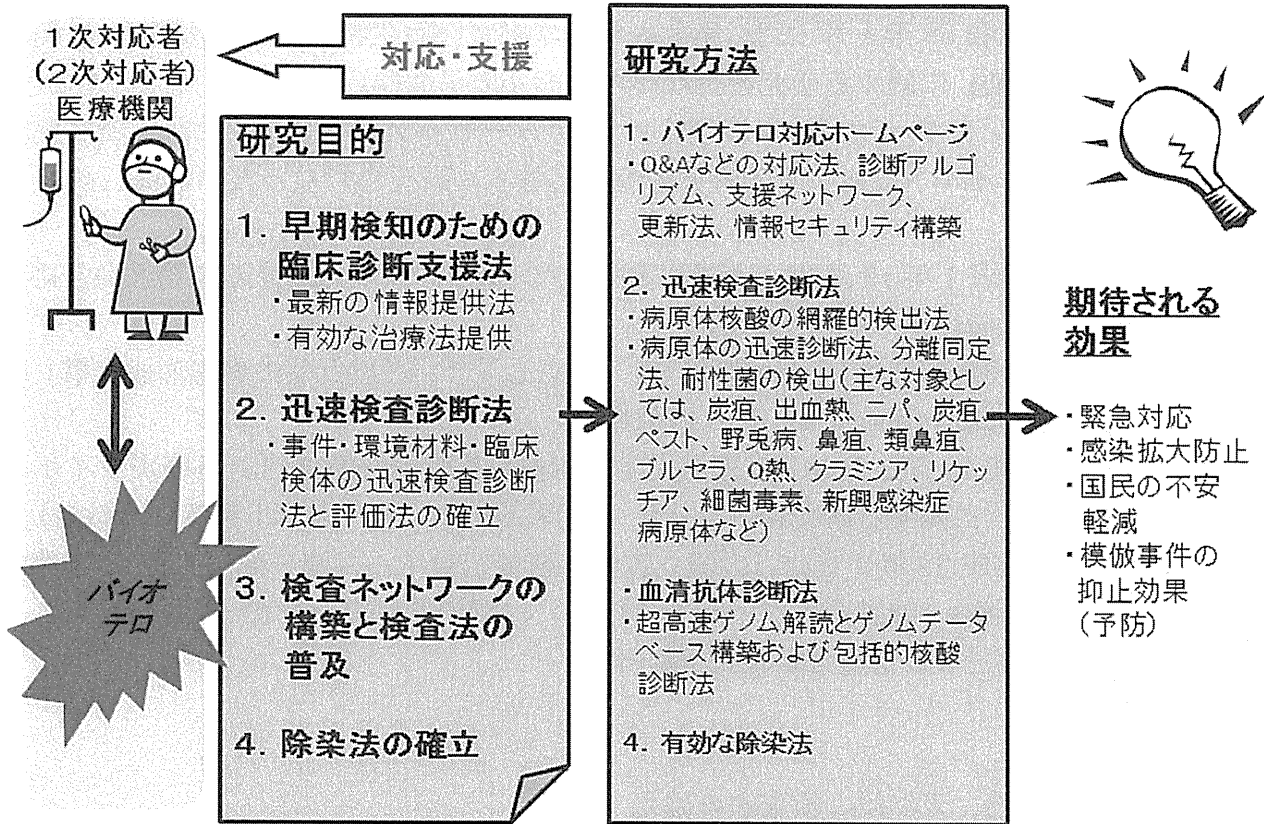 1次対応者
(2次対応者)
医療機関
対応・支援
バイオ
テロ
研究目的
1. 早期検知のための
臨床診断支援法
・最新の情報提供法
・有効な治療法提供
2. 迅速検査診断法
・事件・環境材料・臨床
検体の迅速検査診断
法と評価法の確立
3. 検査ネットワークの
構築と検査法の
普及
4. 除染法の確立
研究方法
1. バイオテロ対応ホームページ
・Q&Aなどの対応法、診断アルゴ
リズム、支援ネットワーク、
更新法、情報セキュリティ構築
2. 迅速検査診断法
・病原体核酸の網羅的検出法
・病原体の迅速診断法、分離同定
法、耐性菌の検出(主な対象とし
ては、炭疽、出血熱、ニパ、炭疽、
ペスト、野兎病、鼻疽、類鼻疽、
ブルセラ、Q熱、クラミジア、リケッ
チア、細菌毒素、新興感染症
病原体など)
・血清抗体診断法
・超高速ゲノム解読とゲノムデータ
ベース構築および包括的核酸
診断法
4. 有効な除染法
期待される
効果
・緊急対応
・感染拡大防止
・国民の不安
軽減
・模倣事件の
抑止効果
(予防)